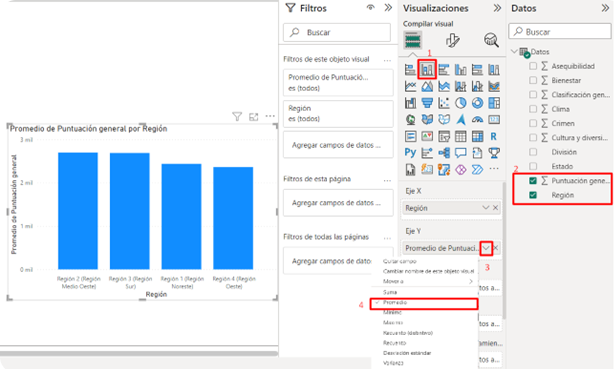 Promedio de Puntuación general por Región
Promedio de Puntuación general
3 mil
2 mil
1 mil
0 mil
Región 2 (Región Medio Oeste)
Región 3 (Región Sur)
Región 1 (Región Noreste)
Región 4 (Región Oeste)
Región
Filtros
Buscar
Filtros de este objeto visual
...
Promedio de Puntuació...
es (todos)
Región
es (todos)
Agregar campos de datos ...
Filtros de esta página
...
Agregar campos de datos ...
Filtros de todas las páginas
...
Agregar campos de datos ...
Visualizaciones
Compilar visual
1
R
Py
...
Eje X
Región
Eje Y
Promedio de Puntuaci...
3
Quitar campo
Cambiar nombre de este objeto visual
Mover a
Suma
4
Promedio
Mínimo
Máximo
Recuento (definitivo)
Recuento
Desviación estándar
Varianza
Datos
Buscar
Datos
Asequibilidad
Bienestar
Clasificación gen...
Clima
Crimen
Cultura y diversi...
División
Estado
2
Puntuación gene...
Región